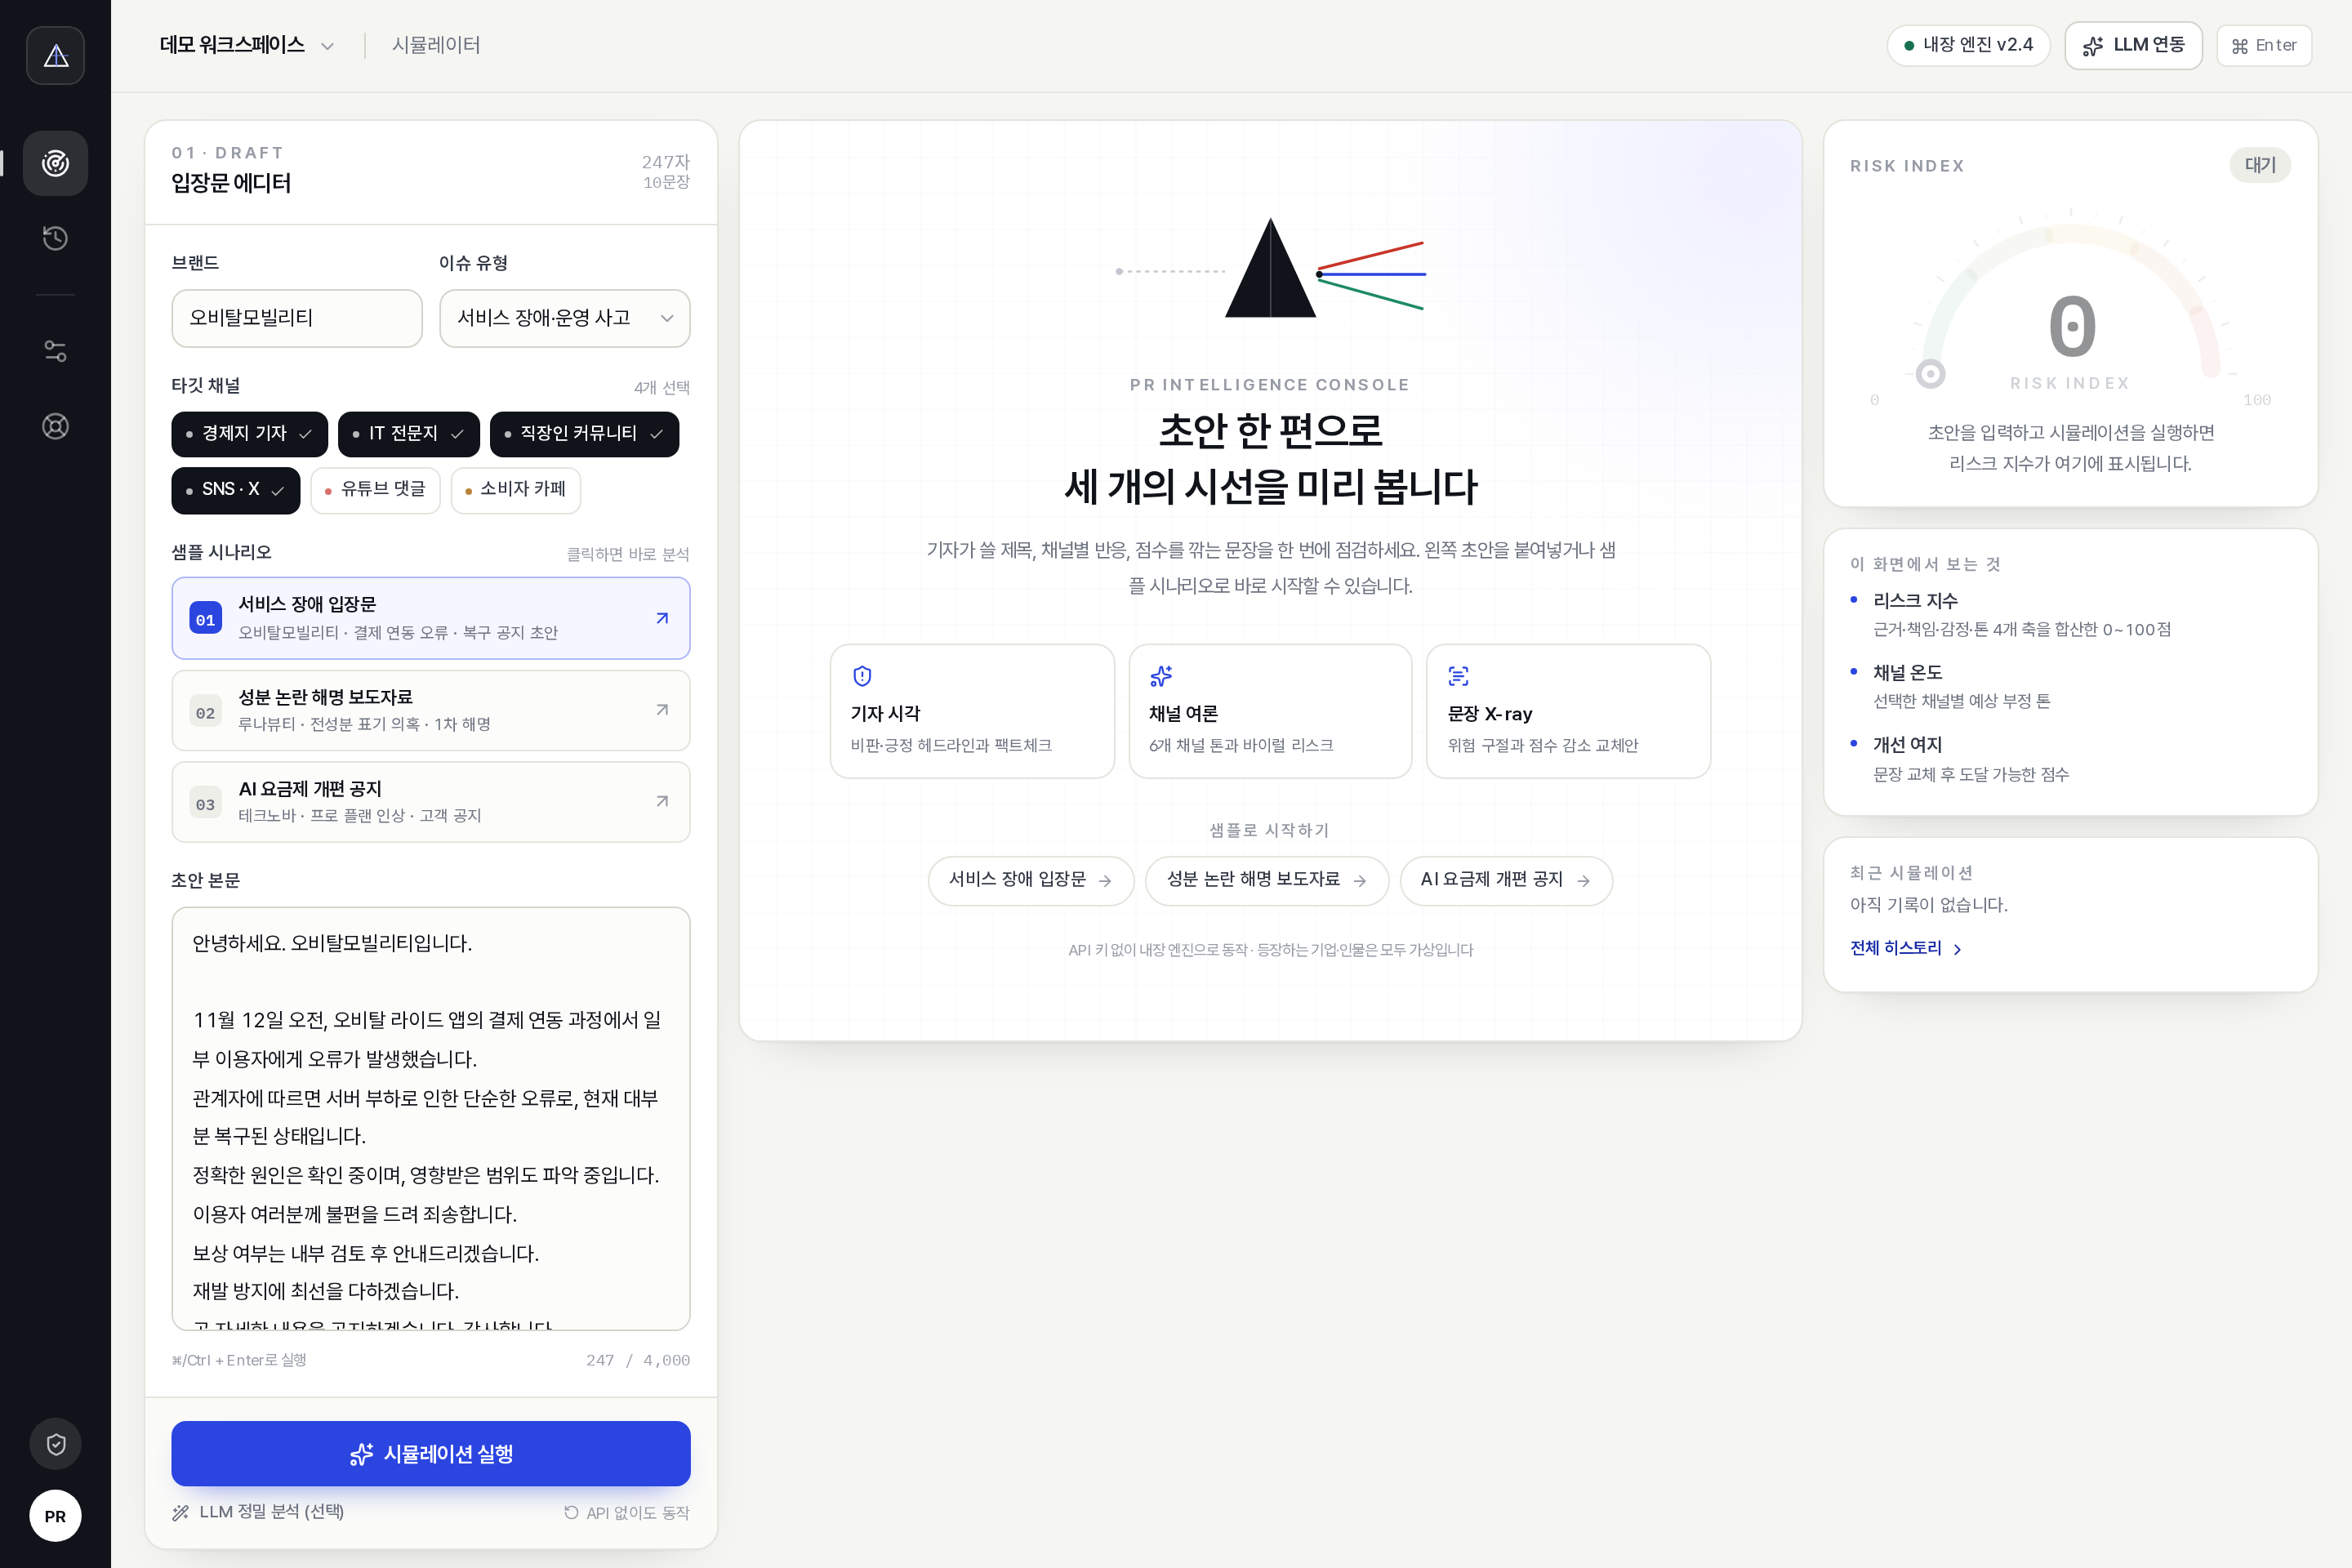 데모 워크스페이스
시뮬레이터
내장 엔진 v2.4
LLM 연동
⌘ Enter
01 · DRAFT
입장문 에디터
247자
10문장
브랜드
이슈 유형
오비탈모빌리티
서비스 장애·운영 사고
타깃 채널
4개 선택
경제지 기자
IT 전문지
직장인 커뮤니티
SNS · X
유튜브 댓글
소비자 카페
샘플 시나리오
클릭하면 바로 분석
01
서비스 장애 입장문
오비탈모빌리티 · 결제 연동 오류 · 복구 공지 초안
02
성분 논란 해명 보도자료
루나뷰티 · 전성분 표기 의혹 · 1차 해명
03
AI 요금제 개편 공지
테크노바 · 프로 플랜 인상 · 고객 공지
초안 본문
안녕하세요. 오비탈모빌리티입니다.
11월 12일 오전, 오비탈 라이드 앱의 결제 연동 과정에서 일
부 이용자에게 오류가 발생했습니다.
관계자에 따르면 서버 부하로 인한 단순한 오류로, 현재 대부
분 복구된 상태입니다.
정확한 원인은 확인 중이며, 영향받은 범위도 파악 중입니다.
이용자 여러분께 불편을 드려 죄송합니다.
보상 여부는 내부 검토 후 안내드리겠습니다.
재발 방지에 최선을 다하겠습니다.
곧 자세한 내용을 공지하겠습니다. 감사합니다.
⌘/Ctrl + Enter로 실행
247 / 4,000
시뮬레이션 실행
LLM 정밀 분석 (선택)
API 없이도 동작
PR
PR INTELLIGENCE CONSOLE
초안 한 편으로
세 개의 시선을 미리 봅니다
기자가 쓸 제목, 채널별 반응, 점수를 깎는 문장을 한 번에 점검하세요. 왼쪽 초안을 붙여넣거나 샘
플 시나리오로 바로 시작할 수 있습니다.
기자 시각
비판·긍정 헤드라인과 팩트체크
채널 여론
6개 채널 톤과 바이럴 리스크
문장 X-ray
위험 구절과 점수 감소 교체안
샘플로 시작하기
서비스 장애 입장문
성분 논란 해명 보도자료
AI 요금제 개편 공지
API 키 없이 내장 엔진으로 동작 · 등장하는 기업·인물은 모두 가상입니다
RISK INDEX
대기
0
RISK INDEX
0
100
초안을 입력하고 시뮬레이션을 실행하면
리스크 지수가 여기에 표시됩니다.
이 화면에서 보는 것
리스크 지수
근거·책임·감정·톤 4개 축을 합산한 0~100점
채널 온도
선택한 채널별 예상 부정 톤
개선 여지
문장 교체 후 도달 가능한 점수
최근 시뮬레이션
아직 기록이 없습니다.
전체 히스토리